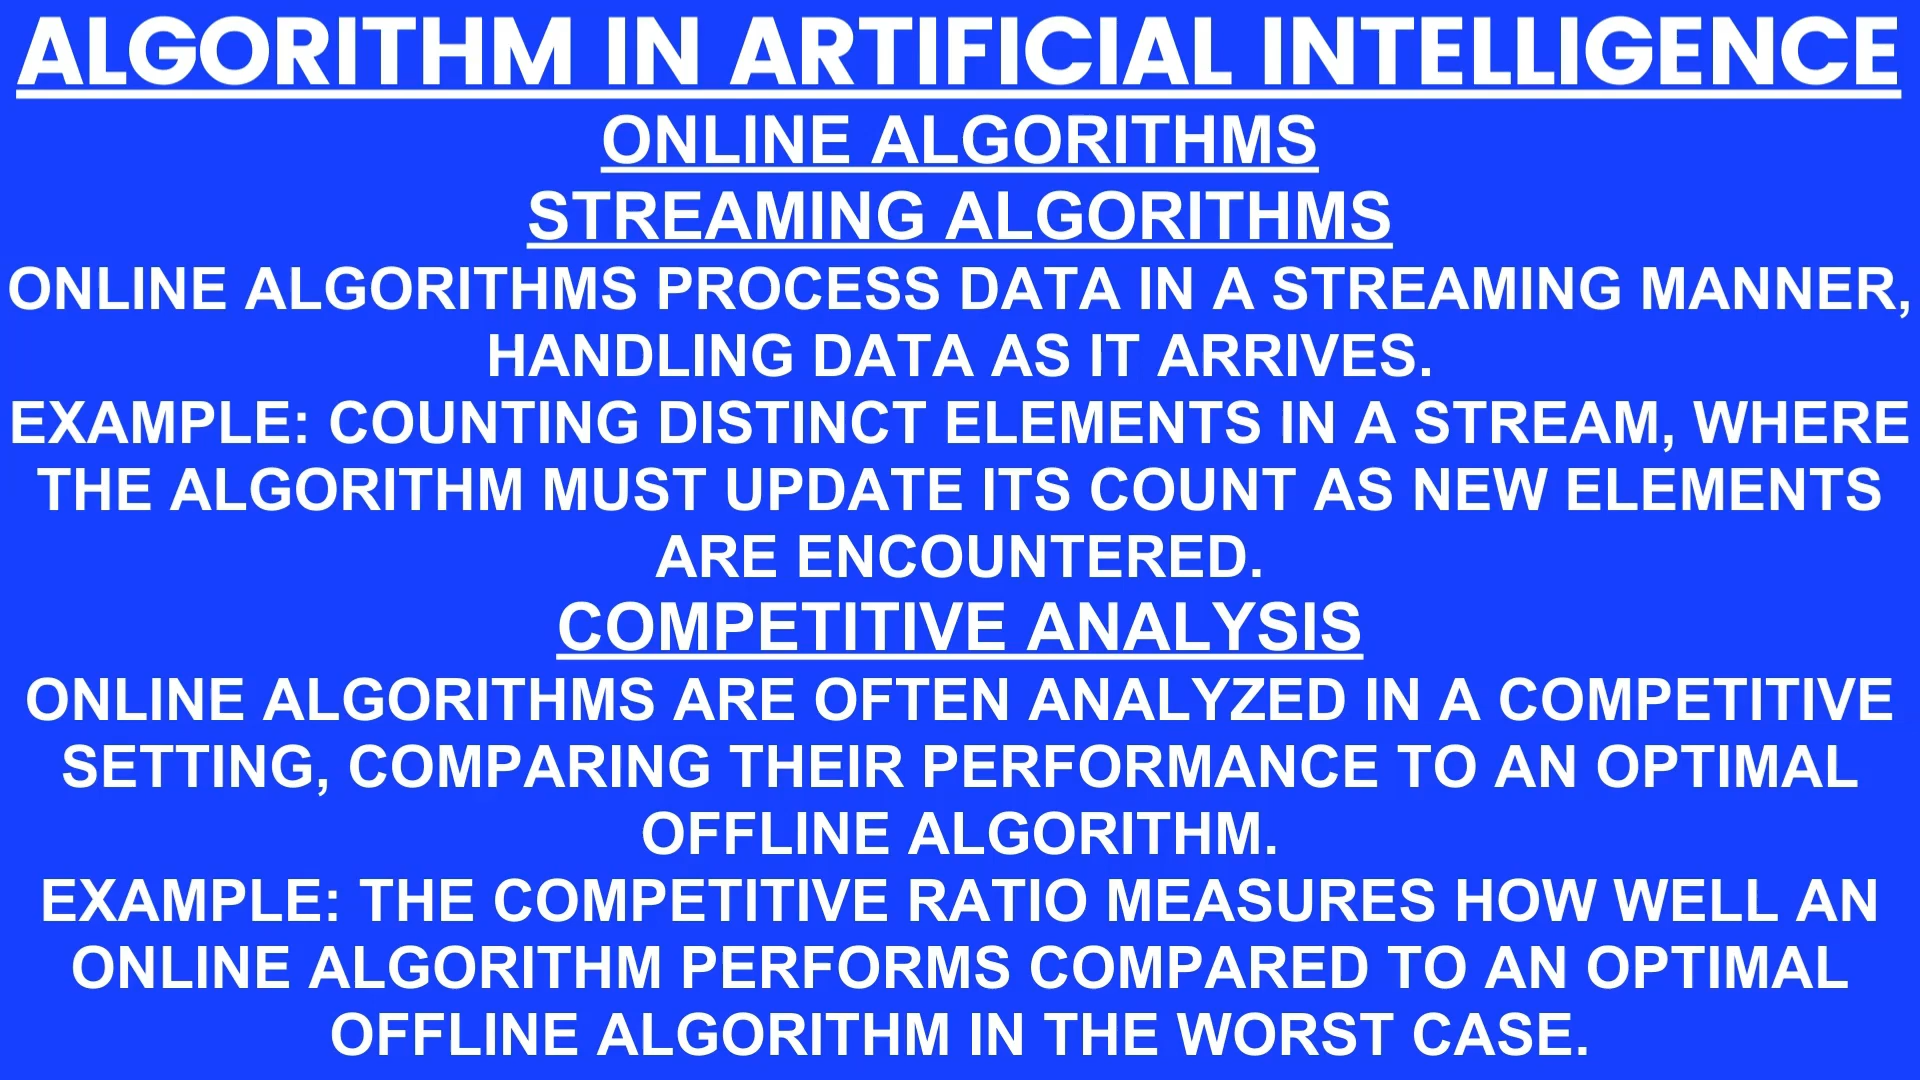 ALGORITHM IN ARTIFICIAL INTELLIGENCE
ONLINE ALGORITHMS
STREAMING ALGORITHMS
ONLINE ALGORITHMS PROCESS DATA IN A STREAMING MANNER,
HANDLING DATA AS IT ARRIVES.
EXAMPLE: COUNTING DISTINCT ELEMENTS IN A STREAM, WHERE
THE ALGORITHM MUST UPDATE ITS COUNT AS NEW ELEMENTS
ARE ENCOUNTERED.
COMPETITIVE ANALYSIS
ONLINE ALGORITHMS ARE OFTEN ANALYZED IN A COMPETITIVE
SETTING, COMPARING THEIR PERFORMANCE TO AN OPTIMAL
OFFLINE ALGORITHM.
EXAMPLE: THE COMPETITIVE RATIO MEASURES HOW WELL AN
ONLINE ALGORITHM PERFORMS COMPARED TO AN OPTIMAL
OFFLINE ALGORITHM IN THE WORST CASE.